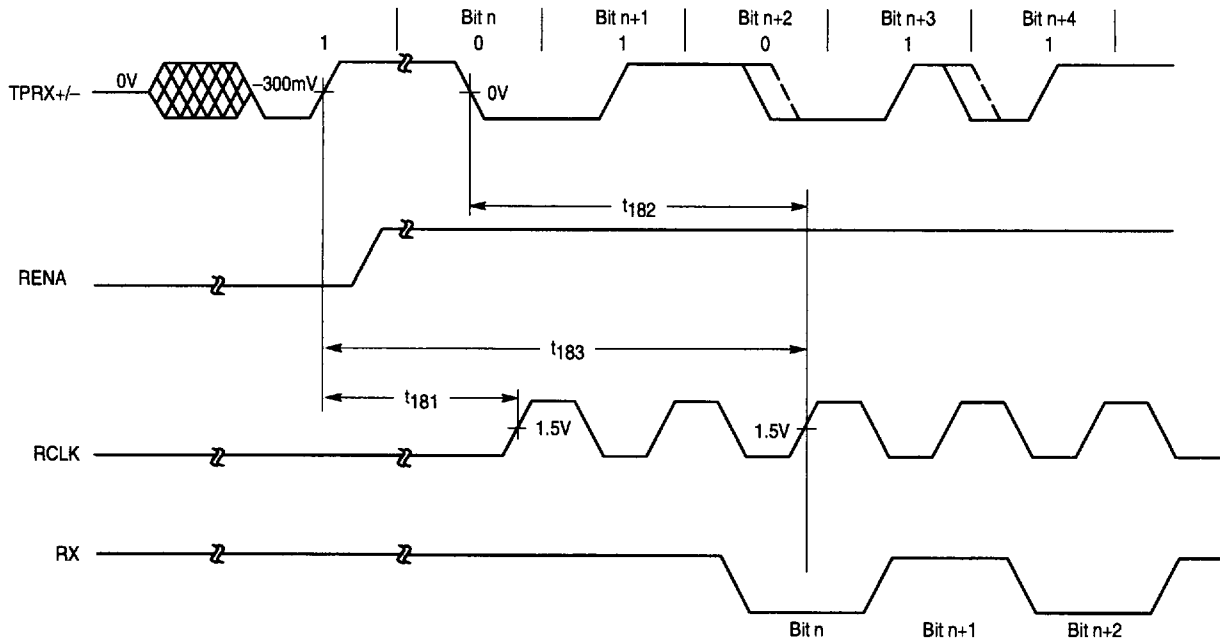 Bit n Bit n+1 Bit n+2 Bit n+3 Bit n+4
1 0 1 0 1 1
TPRX+/– 0V –300mV 0V
t182
RENA
t183
t181
1.5V 1.5V
RCLK
RX
Bit n Bit n+1 Bit n+2